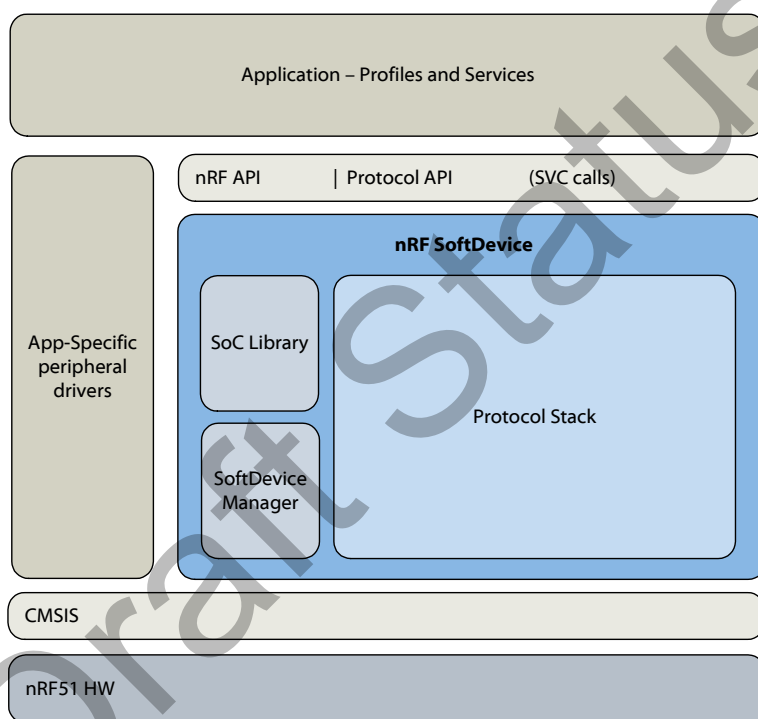 Application – Profiles and Services
nRF API | Protocol API (SVC calls)
nRF SoftDevice
App-Specific
peripheral
drivers
SoC Library
Protocol Stack
SoftDevice
Manager
CMSIS
nRF51 HW
Draft Status